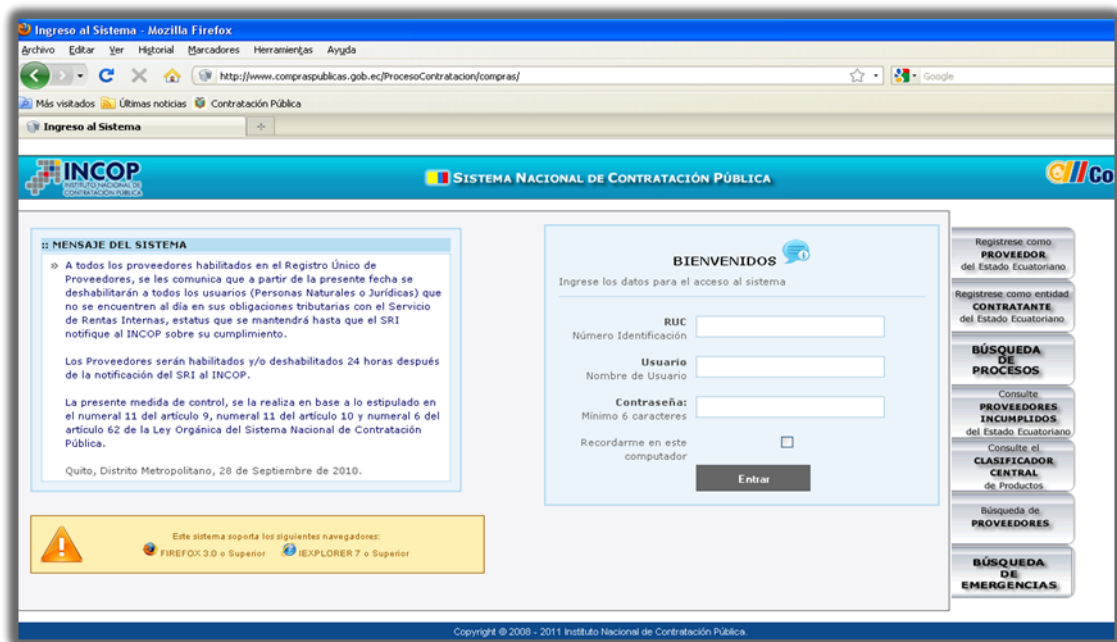 Ingreso al Sistema - Mozilla Firefox
Archivo Editar Ver Historial Marcadores Herramientas Ayuda
http://www.compraspublicas.gob.ec/ProcesoContratacion/compras/
Google
Más visitados Últimas noticias Contratación Pública
Ingreso al Sistema
INCOP
INSTITUTO NACIONAL DE
CONTRATACIÓN PÚBLICA
SISTEMA NACIONAL DE CONTRATACIÓN PÚBLICA
Co
:: MENSAJE DEL SISTEMA
» A todos los proveedores habilitados en el Registro Único de
Proveedores, se les comunica que a partir de la presente fecha se
deshabilitarán a todos los usuarios (Personas Naturales o Jurídicas) que
no se encuentren al día en sus obligaciones tributarias con el Servicio
de Rentas Internas, estatus que se mantendrá hasta que el SRI
notifique al INCOP sobre su cumplimiento.
Los Proveedores serán habilitados y/o deshabilitados 24 horas después
de la notificación del SRI al INCOP.
La presente medida de control, se la realiza en base a lo estipulado en
el numeral 11 del artículo 9, numeral 11 del artículo 10 y numeral 6 del
artículo 62 de la Ley Orgánica del Sistema Nacional de Contratación
Pública.
Quito, Distrito Metropolitano, 28 de Septiembre de 2010.
Este sistema soporta los siguientes navegadores:
FIREFOX 3.0 o Superior IEXPLORER 7 o Superior
BIENVENIDOS
Ingrese los datos para el acceso al sistema
RUC
Número Identificación
Usuario
Nombre de Usuario
Contraseña:
Mínimo 6 caracteres
Recordarme en este
computador
Entrar
Registrese como
PROVEEDOR
del Estado Ecuatoriano
Registrese como entidad
CONTRATANTE
del Estado Ecuatoriano
BÚSQUEDA
DE
PROCESOS
Consulte
PROVEEDORES
INCUMPLIDOS
del Estado Ecuatoriano
Consulte el
CLASIFICADOR
CENTRAL
de Productos
Búsqueda de
PROVEEDORES
BÚSQUEDA
DE
EMERGENCIAS
Copyright © 2008 - 2011 Instituto Nacional de Contratación Pública.